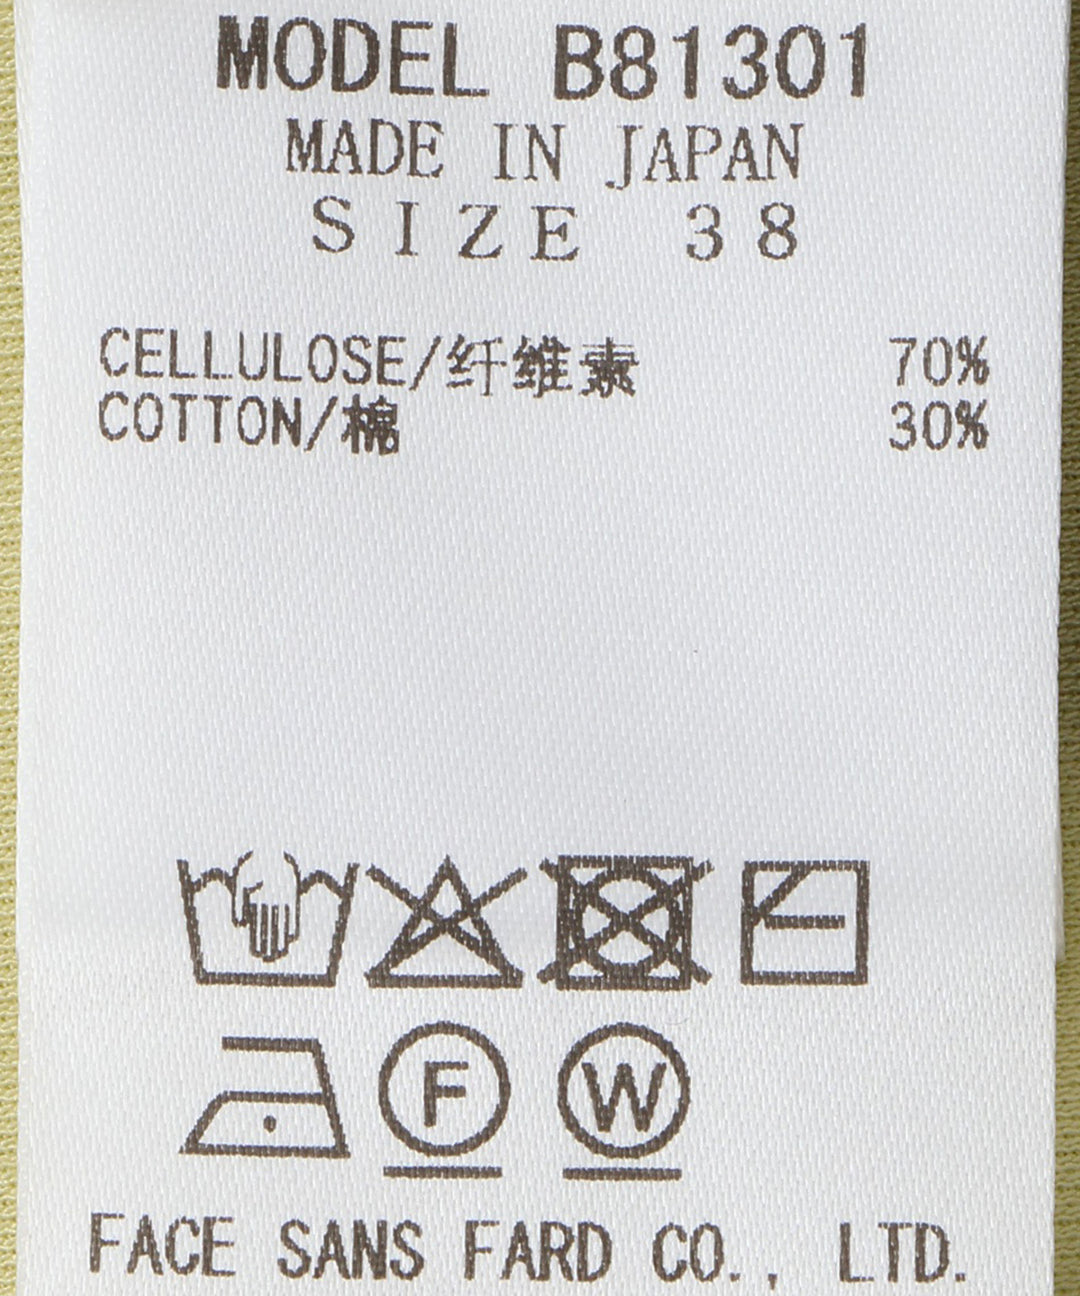 MODEL B81301
MADE IN JAPAN
SIZE 38
CELLULOSE/纤维素 70%
COTTON/棉 30%
F W
FACE SANS FARD CO., LTD.